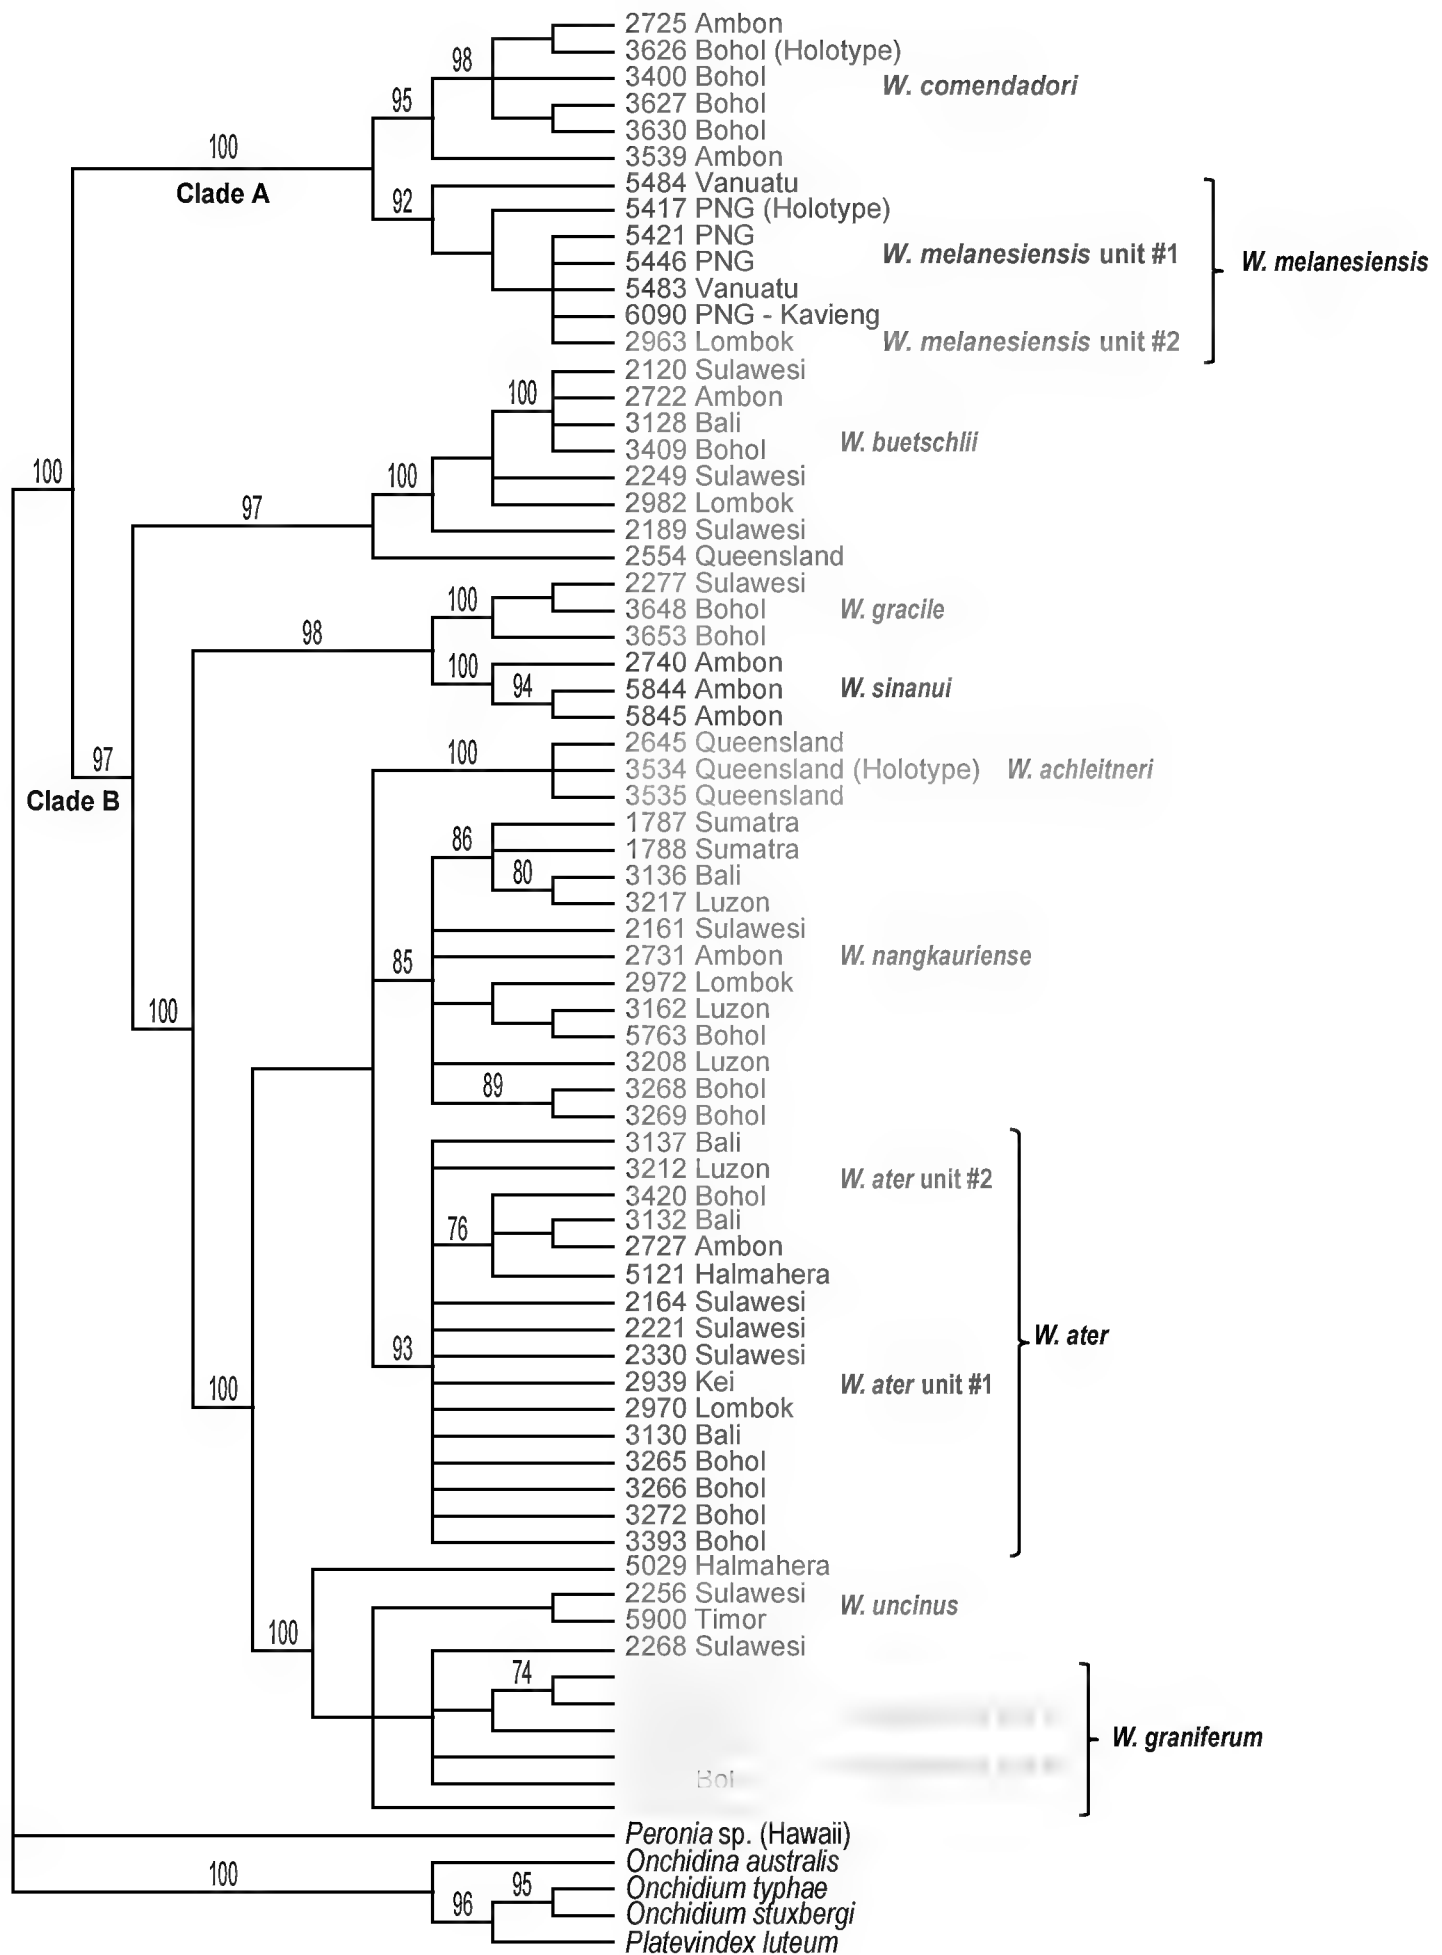 2725 Ambon
3626 Bohol (Holotype)
98
3400 Bohol
W. comendadori
95
3627 Bohol
3630 Bohol
100
3539 Ambon
Clade A
5484 Vanuatu
92
5417 PNG (Holotype)
5421 PNG
W. melanesiensis unit #1
5446 PNG
W. melanesiensis
5483 Vanuatu
6090 PNG - Kavieng
2963 Lombok
W. melanesiensis unit #2
2120 Sulawesi
100
2722 Ambon
3128 Bali
W. buetschlii
3409 Bohol
100
100
2249 Sulawesi
97
2982 Lombok
2189 Sulawesi
2554 Queensland
2277 Sulawesi
100
3648 Bohol
W. gracile
98
3653 Bohol
100
2740 Ambon
94
5844 Ambon
W. sinanui
5845 Ambon
97
100
2645 Queensland
3534 Queensland (Holotype)
W. achleitneri
Clade B
3535 Queensland
1787 Sumatra
86
1788 Sumatra
80
3136 Bali
3217 Luzon
2161 Sulawesi
85
2731 Ambon
W. nangkauriense
2972 Lombok
100
3162 Luzon
5763 Bohol
3208 Luzon
89
3268 Bohol
3269 Bohol
3137 Bali
3212 Luzon
W. ater unit #2
3420 Bohol
76
3132 Bali
2727 Ambon
5121 Halmahera
2164 Sulawesi
2221 Sulawesi
W. ater
93
2330 Sulawesi
100
2939 Kei
W. ater unit #1
2970 Lombok
3130 Bali
3265 Bohol
3266 Bohol
3272 Bohol
3393 Bohol
5029 Halmahera
2256 Sulawesi
W. uncinus
5900 Timor
100
2268 Sulawesi
74
W. graniferum
Peronia sp. (Hawaii)
100
Onchidina australis
95
Onchidium typhae
96
Onchidium stuxbergi
Platevindex luteum